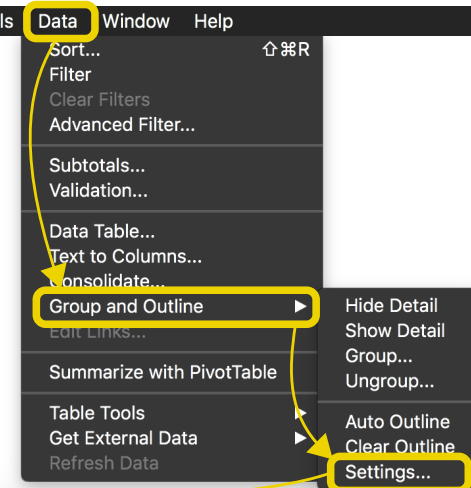 ls Data Window Help
Sort... ⇧⌘R
Filter
Clear Filters
Advanced Filter...
Subtotals...
Validation...
Data Table...
Text to Columns...
Consolidate...
Group and Outline
Edit Links...
Summarize with PivotTable
Table Tools
Get External Data
Refresh Data
Hide Detail
Show Detail
Group...
Ungroup...
Auto Outline
Clear Outline
Settings...